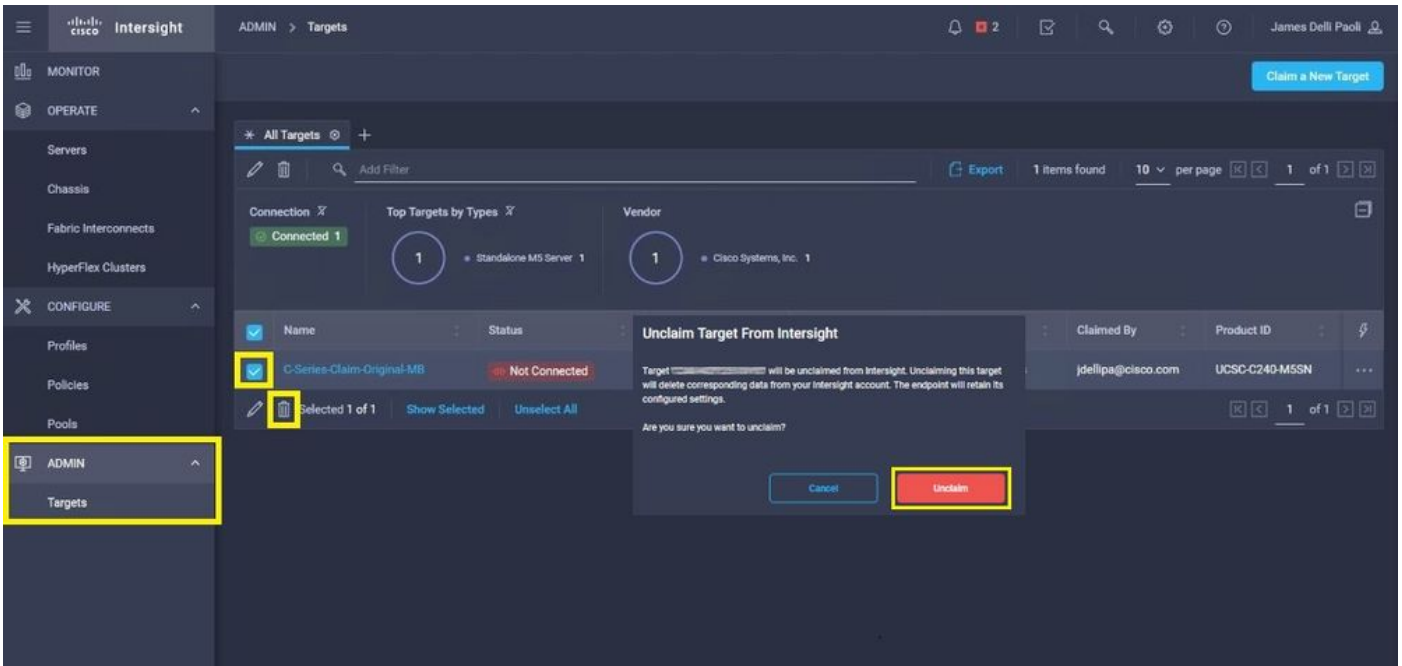 cisco Intersight
ADMIN > Targets
2
James Delli Paoli
MONITOR
Claim a New Target
OPERATE
Servers
Chassis
Fabric Interconnects
HyperFlex Clusters
CONFIGURE
Profiles
Policies
Pools
ADMIN
Targets
All Targets
Add Filter
Export
1 items found
10 per page
1 of 1
Connection
Connected 1
Top Targets by Types
1
Standalone M5 Server 1
Vendor
1
Cisco Systems, Inc. 1
Name
Status
Claimed By
Product ID
C-Series-Claim-Original-MB
Not Connected
jdellipa@cisco.com
UCSC-C240-M5SN
Selected 1 of 1
Show Selected
Unselect All
1 of 1
Unclaim Target From Intersight
Target will be unclaimed from Intersight. Unclaiming this target
will delete corresponding data from your Intersight account. The endpoint will retain its
configured settings.
Are you sure you want to unclaim?
Cancel
Unclaim